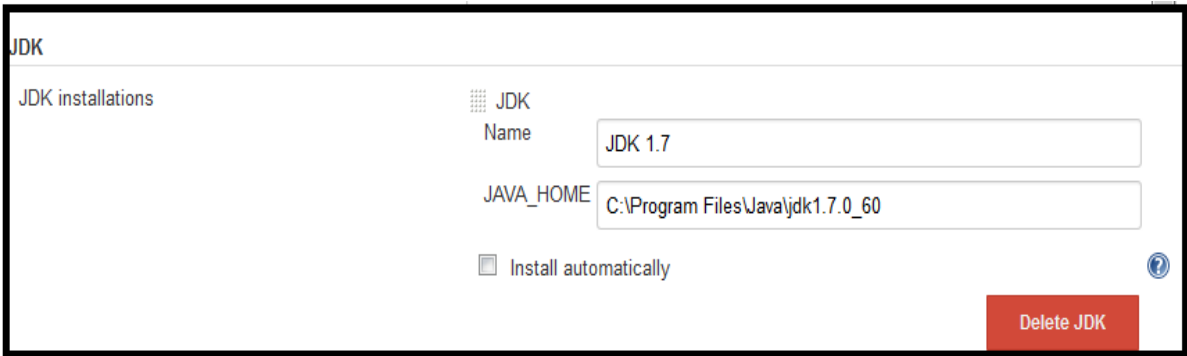 JDK
JDK installations
JDK
Name
JDK 1.7
JAVA_HOME
C:\Program Files\Java\jdk1.7.0_60
Install automatically
?
Delete JDK